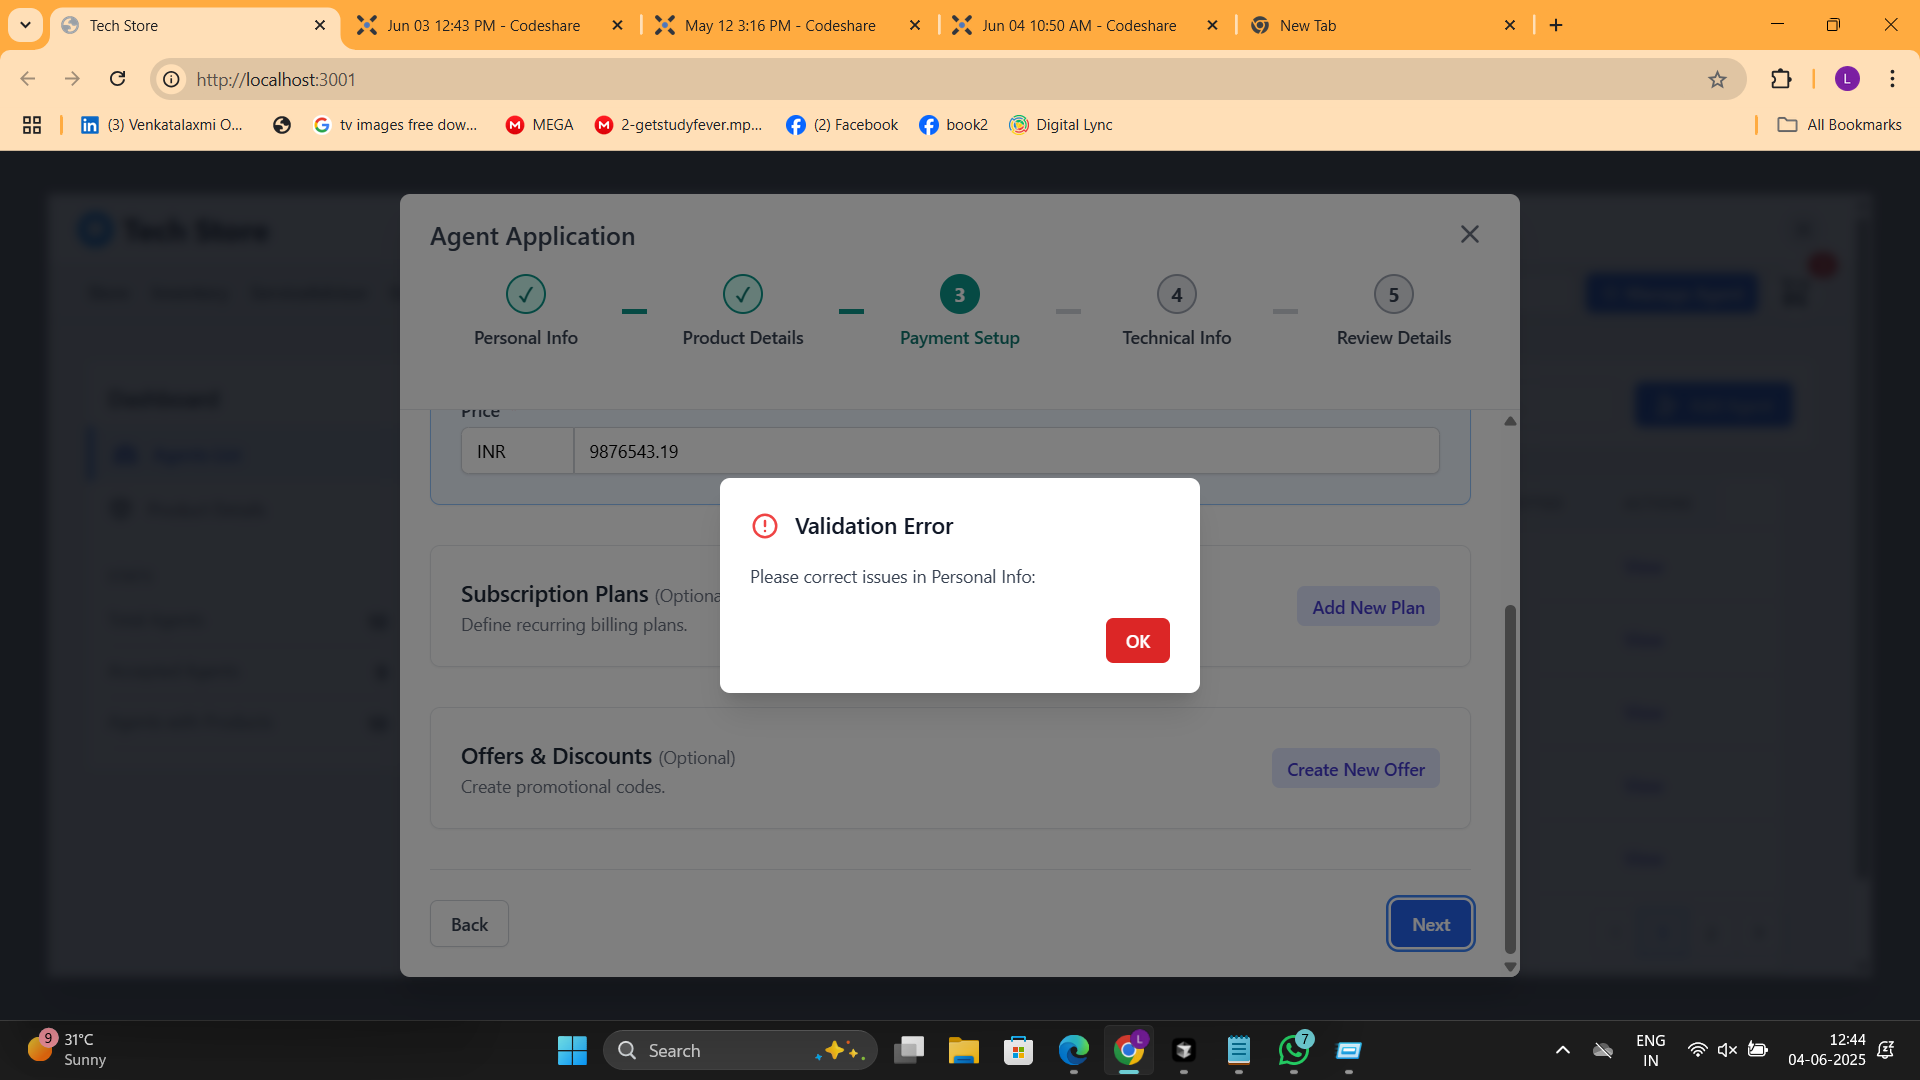 Tech Store
Jun 03 12:43 PM - Codeshare
May 12 3:16 PM - Codeshare
Jun 04 10:50 AM - Codeshare
New Tab
http://localhost:3001
L
(3) Venkatalaxmi O...
tv images free dow...
MEGA
2-getstudyfever.mp...
(2) Facebook
book2
Digital Lync
All Bookmarks
Tech Store
Agent Application
✓
✓
3
4
5
Personal Info
Product Details
Payment Setup
Technical Info
Review Details
Dashboard
Price
INR
9876543.19
Validation Error
Please correct issues in Personal Info:
OK
Subscription Plans (Optiona
Define recurring billing plans.
Add New Plan
Offers & Discounts (Optional)
Create promotional codes.
Create New Offer
Back
Next
9
31°C
Sunny
Search
L
7
ENG
IN
12:44
04-06-2025